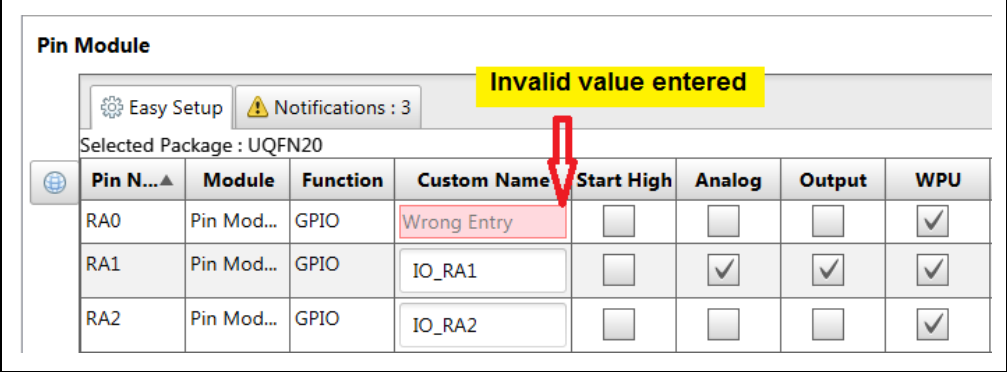 Pin Module
Invalid value entered
Easy Setup Notifications : 3
Selected Package : UQFN20
Pin N... Module Function Custom Name Start High Analog Output WPU
RA0 Pin Mod... GPIO Wrong Entry
RA1 Pin Mod... GPIO IO_RA1
RA2 Pin Mod... GPIO IO_RA2